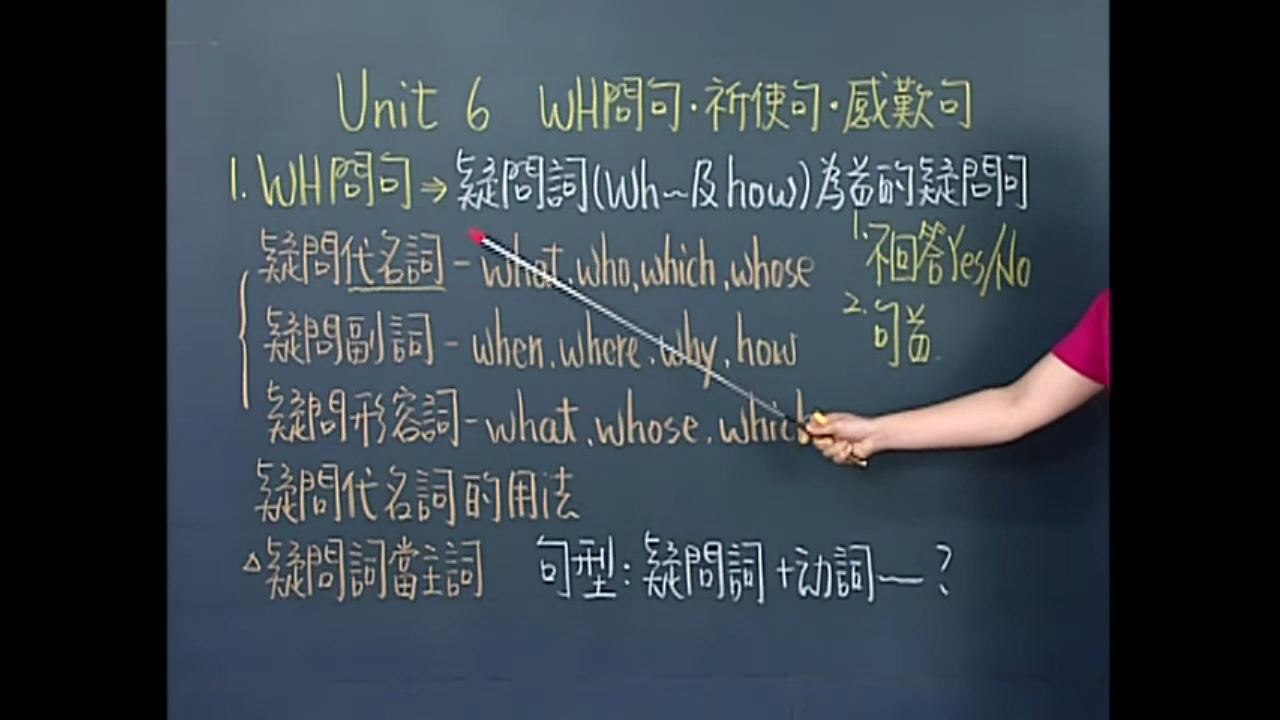 Unit 6 WH問句·祈使句·感歎句
1. WH問句⇒疑問詞(Wh~及how)為首的疑問句
疑問代名詞-what,who,which,whose
1.不回答Yes/No
疑問副詞-when,where,why,how
2.句首
疑問形容詞-what,whose,which
疑問代名詞的用法
△疑問詞當主詞 句型:疑問詞+动詞—?